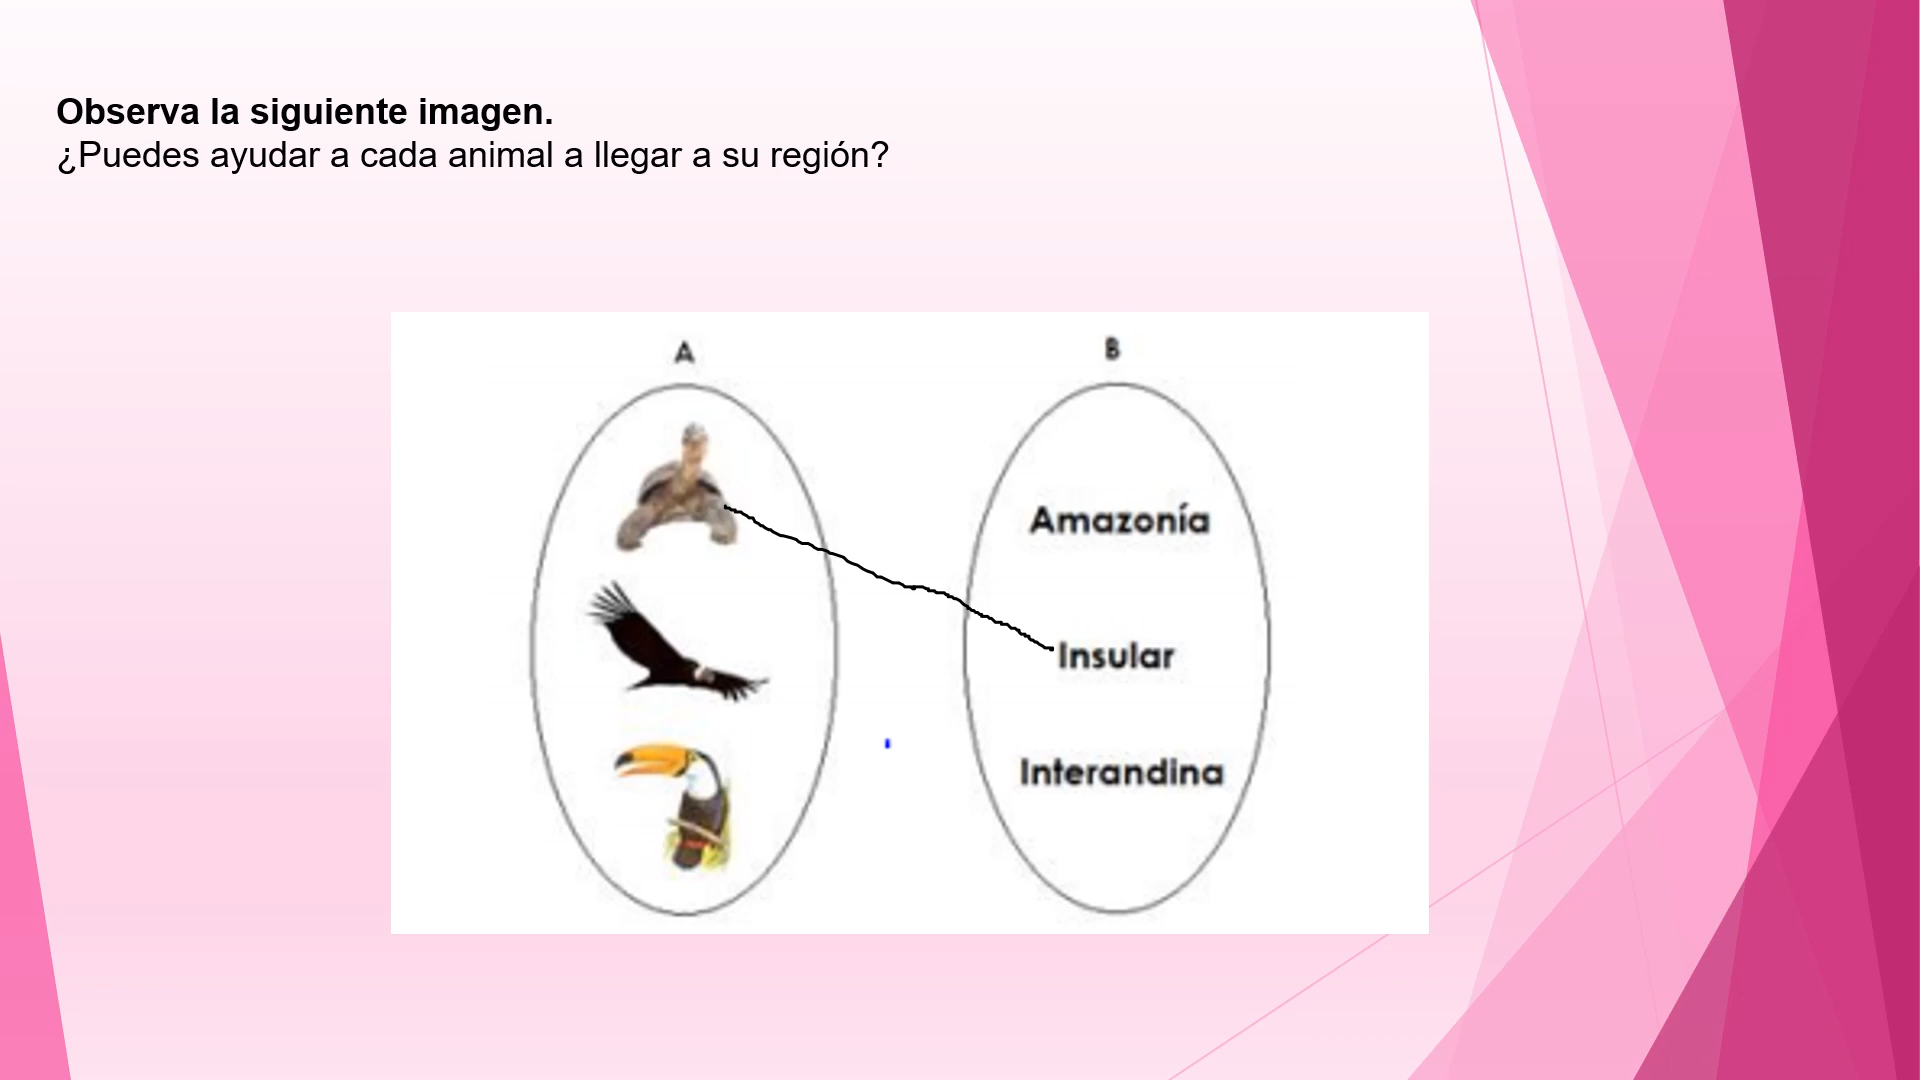 Observa la siguiente imagen.
¿Puedes ayudar a cada animal a llegar a su región?
A
B
Amazonía
Insular
Interandina